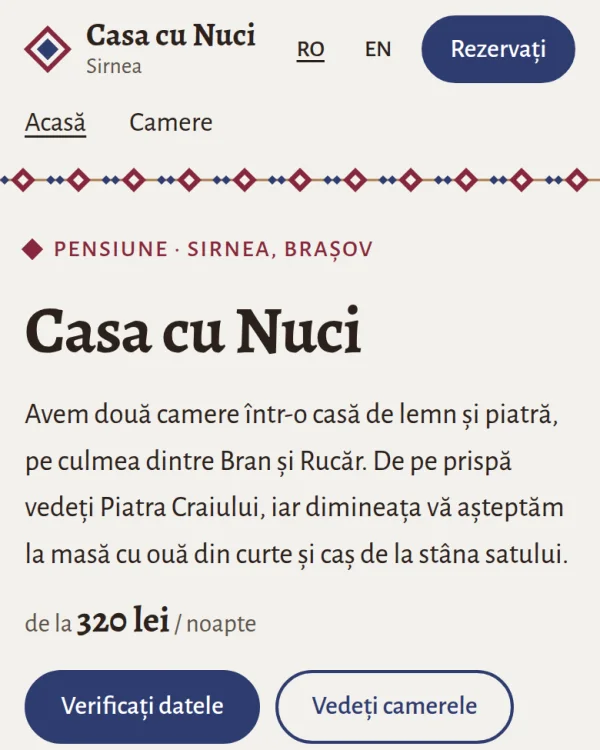 Casa cu Nuci
Sirnea
RO
EN
Rezervați
Acasă
Camere
PENSIUNE · SIRNEA, BRAȘOV
Casa cu Nuci
Avem două camere într-o casă de lemn și piatră,
pe culmea dintre Bran și Rucăr. De pe prispă
vedeți Piatra Craiului, iar dimineața vă așteptăm
la masă cu ouă din curte și caș de la stâna satului.
de la 320 lei / noapte
Verificați datele
Vedeți camerele